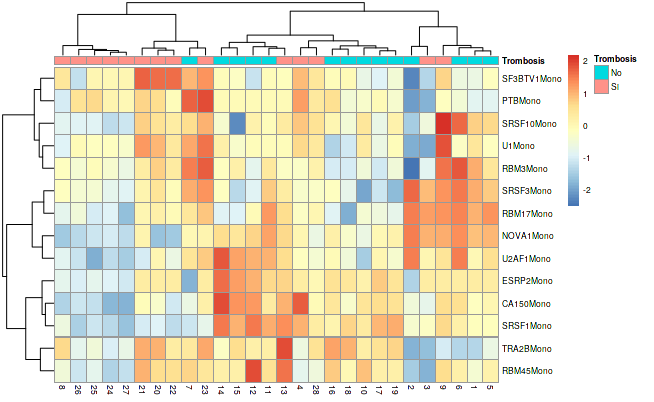 Trombosis
SF3BTV1Mono
PTBMono
SRSF10Mono
U1Mono
RBM3Mono
SRSF3Mono
RBM17Mono
NOVA1Mono
U2AF1Mono
ESRP2Mono
CA150Mono
SRSF1Mono
TRA2BMono
RBM45Mono
8 26 25 24 27 21 20 22 7 23 14 15 12 11 13 4 28 16 18 10 17 19 2 3 9 6 1 5
2
1
0
-1
-2
Trombosis
No
SI